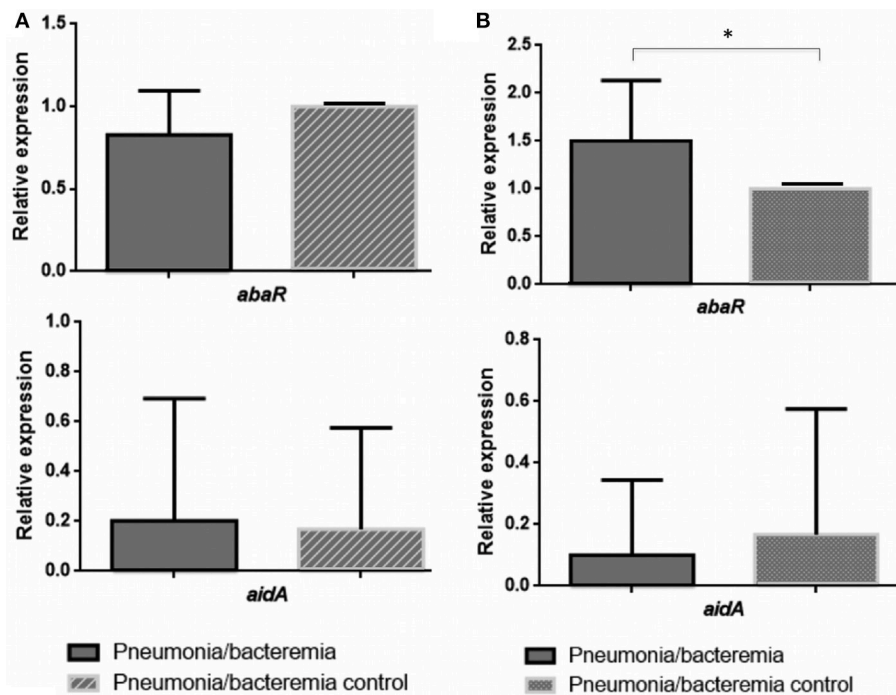 A
Relative expression
1.5
1.0
0.5
0.0
abaR
Relative expression
1.0
0.8
0.6
0.4
0.2
0.0
aidA
Pneumonia/bacteremia
Pneumonia/bacteremia control
B
*
Relative expression
2.5
2.0
1.5
1.0
0.5
0.0
abaR
Relative expression
0.8
0.6
0.4
0.2
0.0
aidA
Pneumonia/bacteremia
Pneumonia/bacteremia control